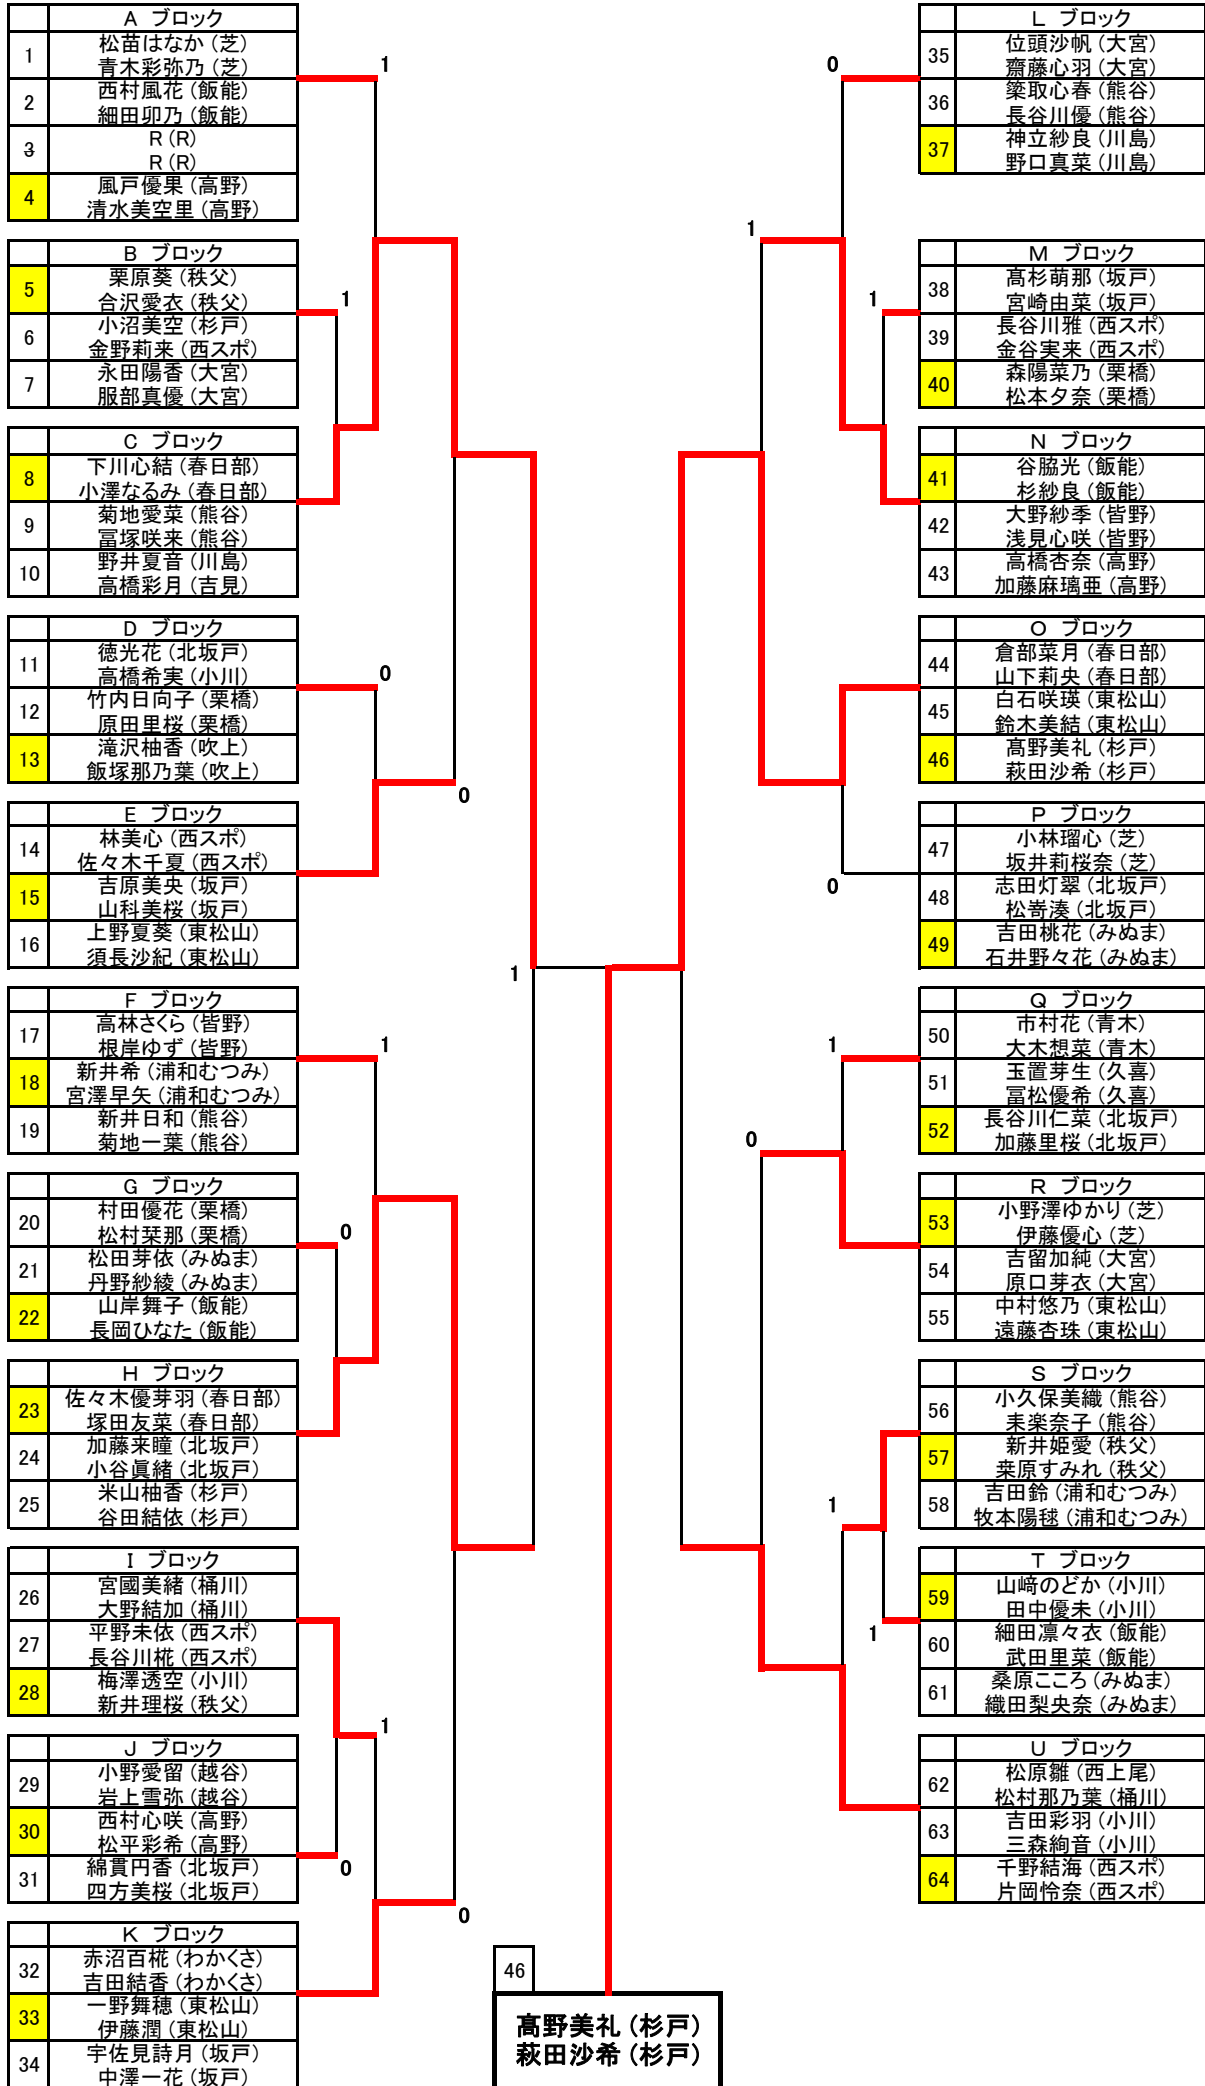 A ブロック
1
松苗はなか (芝)
青木彩弥乃 (芝)
2
西村風花 (飯能)
細田卯乃 (飯能)
3
R (R)
R (R)
4
風戸優果 (高野)
清水美空里 (高野)
1
B ブロック
5
栗原葵 (秩父)
合沢愛衣 (秩父)
6
小沼美空 (杉戸)
金野莉来 (西スポ)
7
永田陽香 (大宮)
服部真優 (大宮)
1
C ブロック
8
下川心結 (春日部)
小澤なるみ (春日部)
9
菊地愛菜 (熊谷)
冨塚咲来 (熊谷)
10
野井夏音 (川島)
高橋彩月 (吉見)
D ブロック
11
徳光花 (北坂戸)
高橋希実 (小川)
12
竹内日向子 (栗橋)
原田里桜 (栗橋)
13
滝沢柚香 (吹上)
飯塚那乃葉 (吹上)
0
0
E ブロック
14
林美心 (西スポ)
佐々木千夏 (西スポ)
15
吉原美央 (坂戸)
山科美桜 (坂戸)
16
上野夏葵 (東松山)
須長沙紀 (東松山)
1
F ブロック
17
高林さくら (皆野)
根岸ゆず (皆野)
18
新井希 (浦和むつみ)
宮澤早矢 (浦和むつみ)
19
新井日和 (熊谷)
菊地一葉 (熊谷)
1
G ブロック
20
村田優花 (栗橋)
松村栞那 (栗橋)
21
松田芽依 (みぬま)
丹野紗綾 (みぬま)
22
山岸舞子 (飯能)
長岡ひなた (飯能)
0
H ブロック
23
佐々木優芽羽 (春日部)
塚田友菜 (春日部)
24
加藤来瞳 (北坂戸)
小谷眞緒 (北坂戸)
25
米山柚香 (杉戸)
谷田結依 (杉戸)
I ブロック
26
宮國美緒 (桶川)
大野結加 (桶川)
27
平野未依 (西スポ)
長谷川椛 (西スポ)
28
梅澤透空 (小川)
新井理桜 (秩父)
1
J ブロック
29
小野愛留 (越谷)
岩上雪弥 (越谷)
30
西村心咲 (高野)
松平彩希 (高野)
31
綿貫円香 (北坂戸)
四方美桜 (北坂戸)
0
0
K ブロック
32
赤沼百椛 (わかくさ)
吉田結香 (わかくさ)
33
一野舞穂 (東松山)
伊藤潤 (東松山)
34
宇佐見詩月 (坂戸)
中澤一花 (坂戸)
L ブロック
35
位頭沙帆 (大宮)
齋藤心羽 (大宮)
36
簗取心春 (熊谷)
長谷川優 (熊谷)
37
神立紗良 (川島)
野口真菜 (川島)
0
1
M ブロック
38
髙杉萌那 (坂戸)
宮崎由菜 (坂戸)
39
長谷川雅 (西スポ)
金谷実来 (西スポ)
40
森陽菜乃 (栗橋)
松本夕奈 (栗橋)
1
N ブロック
41
谷脇光 (飯能)
杉紗良 (飯能)
42
大野紗季 (皆野)
浅見心咲 (皆野)
43
高橋杏奈 (高野)
加藤麻璃亜 (高野)
O ブロック
44
倉部菜月 (春日部)
山下莉央 (春日部)
45
白石咲瑛 (東松山)
鈴木美結 (東松山)
46
髙野美礼 (杉戸)
萩田沙希 (杉戸)
P ブロック
47
小林瑠心 (芝)
坂井莉桜奈 (芝)
48
志田灯翠 (北坂戸)
松嵜湊 (北坂戸)
49
吉田桃花 (みぬま)
石井野々花 (みぬま)
0
Q ブロック
50
市村花 (青木)
大木想菜 (青木)
51
玉置芽生 (久喜)
冨松優希 (久喜)
52
長谷川仁菜 (北坂戸)
加藤里桜 (北坂戸)
1
0
R ブロック
53
小野澤ゆかり (芝)
伊藤優心 (芝)
54
吉留加純 (大宮)
原口芽衣 (大宮)
55
中村悠乃 (東松山)
遠藤杏珠 (東松山)
S ブロック
56
小久保美織 (熊谷)
耒楽奈子 (熊谷)
57
新井姫愛 (秩父)
桒原すみれ (秩父)
58
吉田鈴 (浦和むつみ)
牧本陽毬 (浦和むつみ)
1
T ブロック
59
山﨑のどか (小川)
田中優未 (小川)
60
細田凛々衣 (飯能)
武田里菜 (飯能)
61
桑原こころ (みぬま)
織田梨央奈 (みぬま)
1
U ブロック
62
松原雛 (西上尾)
松村那乃葉 (桶川)
63
吉田彩羽 (小川)
三森絢音 (小川)
64
千野結海 (西スポ)
片岡怜奈 (西スポ)
46
髙野美礼 (杉戸)
萩田沙希 (杉戸)